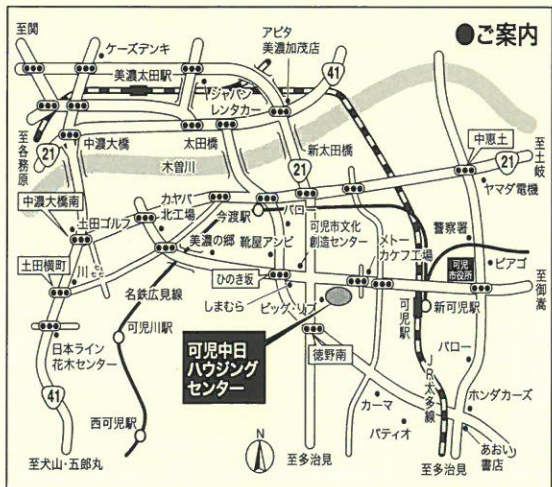 ●ご案内
至関
ケーズデンキ
アピタ
美濃加茂店
41
美濃太田駅
ジャパン
レンタカー
至各務原
21
中濃大橋
太田橋
新太田橋
中恵土
至土岐
木曽川
21
21
ヤマダ電機
中濃大橋南
土田ゴルフ
カヤバ
北工場
今渡駅
バロー
可児市文化
創造センター
警察署
美濃の郷
靴屋アシビ
メトー
カケフ工場
ピアゴ
土田横町
川
ひのき坂
可児
市役所
至御嵩
名鉄広見線
しまむら
ビッグ・リブ
可児駅
新可児駅
可児川駅
可児中日
ハウジング
センター
徳野南
JR太多線
バロー
日本ライン
花木センター
カーマ
ホンダカーズ
41
パティオ
西可児駅
あおい
書店
N
至犬山・五郎丸
至多治見
至多治見